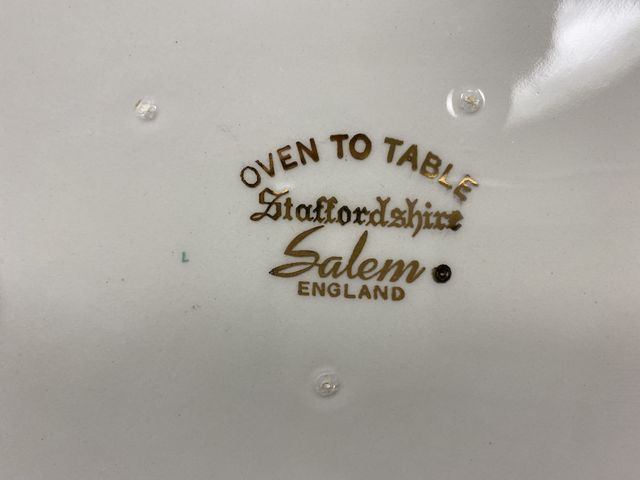 OVEN TO TABLE
Staffordshire
Salem
ENGLAND
L